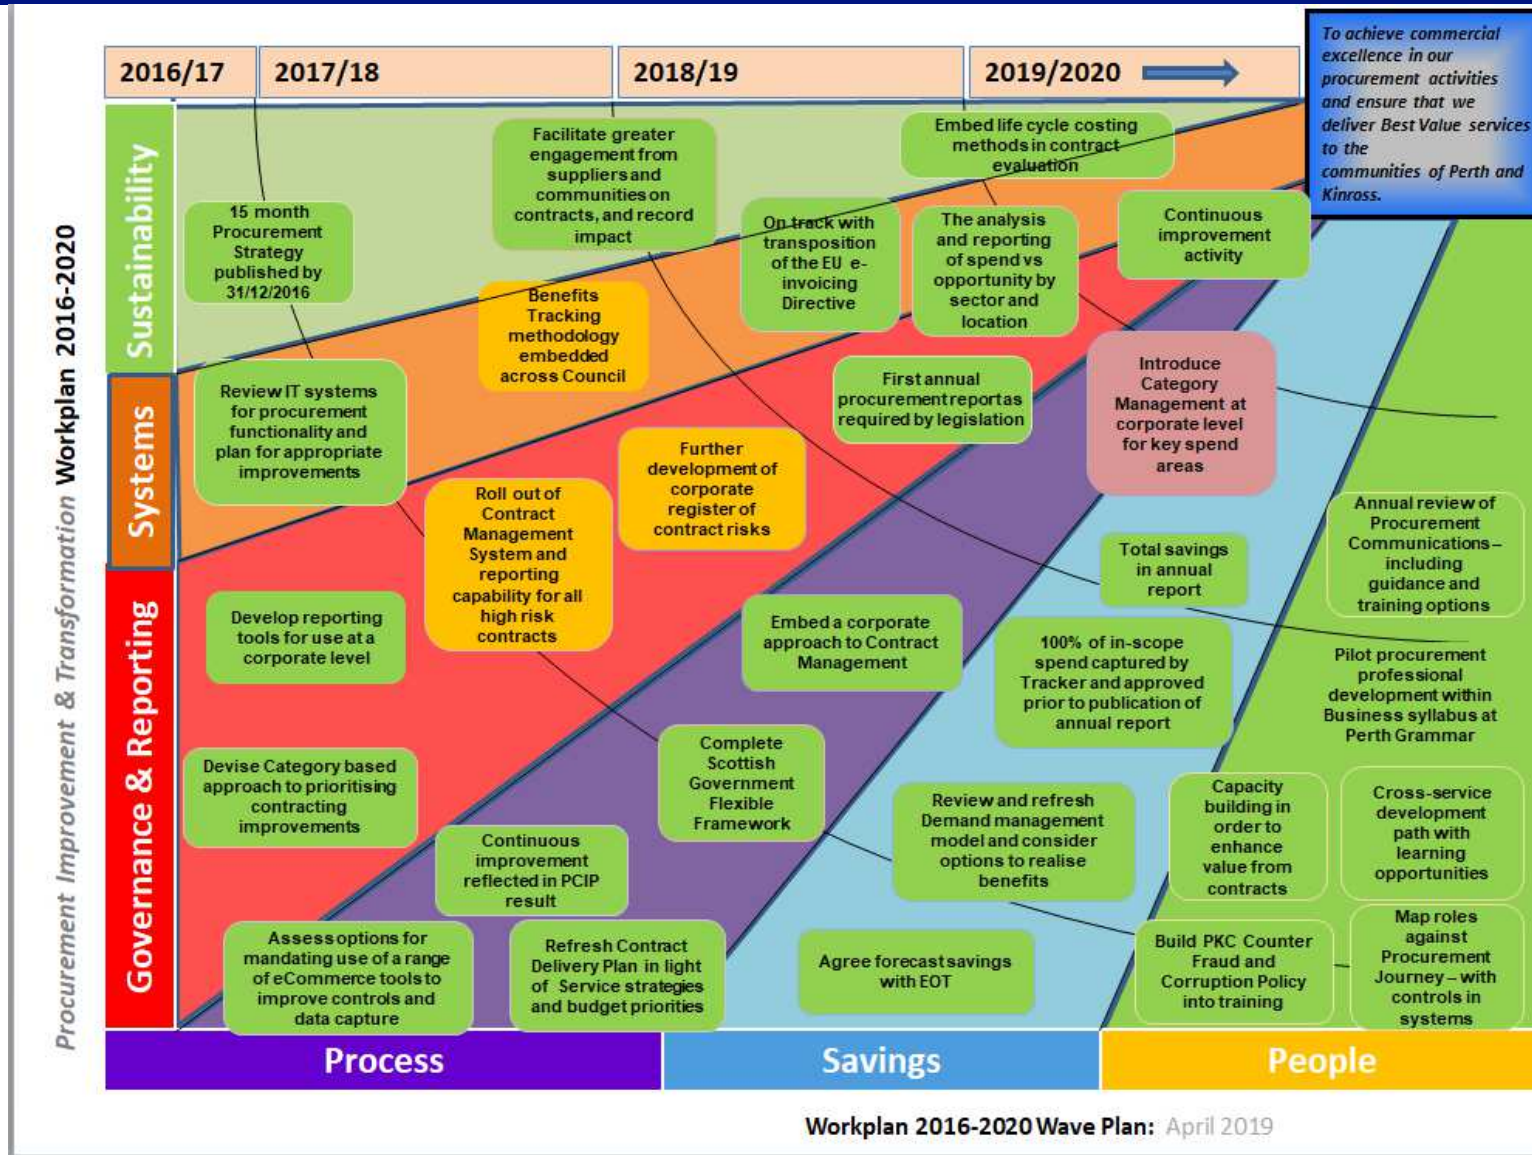 2016/17
2017/18
2018/19
2019/2020
To achieve commercial
excellence in our
procurement activities
and ensure that we
deliver Best Value services
to the
communities of Perth and
Kinross.
Procurement Improvement & Transformation Workplan 2016-2020
Sustainability
Systems
Governance & Reporting
15 month
Procurement
Strategy
published by
31/12/2016
Facilitate greater
engagement from
suppliers and
communities on
contracts, and record
impact
Embed life cycle costing
methods in contract
evaluation
On track with
transposition
of the EU e-
invoicing
Directive
The analysis
and reporting
of spend vs
opportunity by
sector and
location
Continuous
improvement
activity
Benefits
Tracking
methodology
embedded
across Council
Review IT systems
for procurement
functionality and
plan for appropriate
improvements
First annual
procurement report as
required by legislation
Introduce
Category
Management at
corporate level
for key spend
areas
Further
development of
corporate
register of
contract risks
Roll out of
Contract
Management
System and
reporting
capability for all
high risk
contracts
Annual review of
Procurement
Communications –
including
guidance and
training options
Total savings
in annual
report
Develop reporting
tools for use at a
corporate level
Embed a corporate
approach to Contract
Management
100% of in-scope
spend captured by
Tracker and approved
prior to publication of
annual report
Pilot procurement
professional
development within
Business syllabus at
Perth Grammar
Devise Category based
approach to prioritising
contracting
improvements
Complete
Scottish
Government
Flexible
Framework
Review and refresh
Demand management
model and consider
options to realise
benefits
Capacity
building in
order to
enhance
value from
contracts
Cross-service
development
path with
learning
opportunities
Continuous
improvement
reflected in PCIP
result
Assess options for
mandating use of a range
of eCommerce tools to
improve controls and
data capture
Refresh Contract
Delivery Plan in light
of Service strategies
and budget priorities
Agree forecast savings
with EOT
Build PKC Counter
Fraud and
Corruption Policy
into training
Map roles
against
Procurement
Journey – with
controls in
systems
Process
Savings
People
Workplan 2016-2020 Wave Plan: April 2019